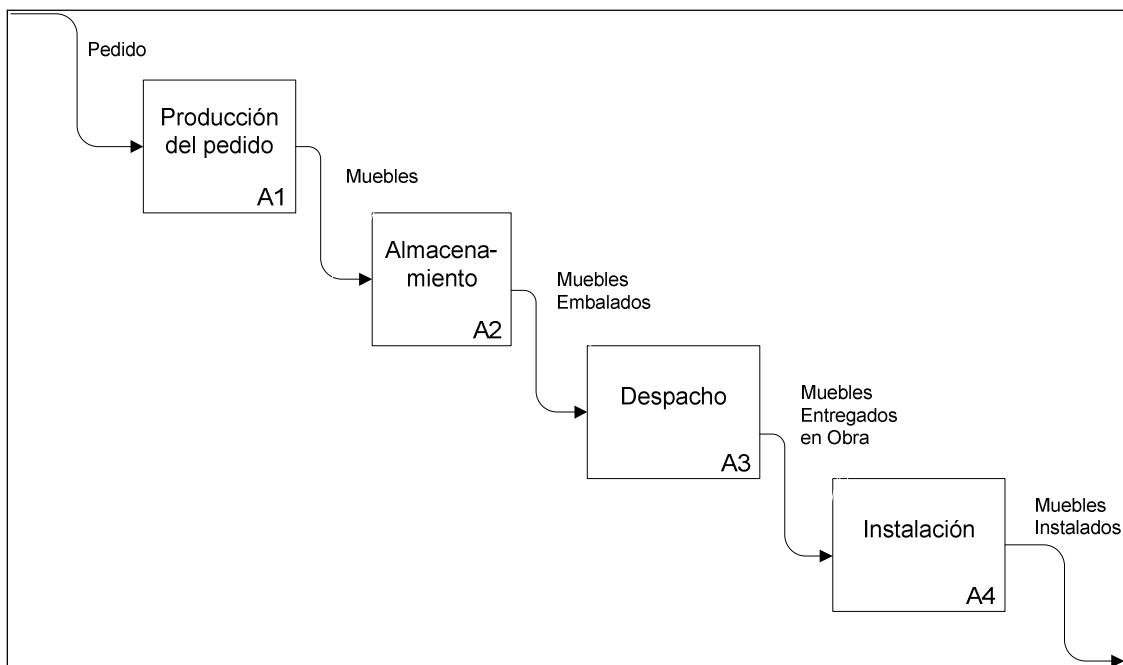 Pedido
Producción
del pedido
A1
Muebles
Almacena-
miento
A2
Muebles
Embalados
Despacho
A3
Muebles
Entregados
en Obra
Instalación
A4
Muebles
Instalados